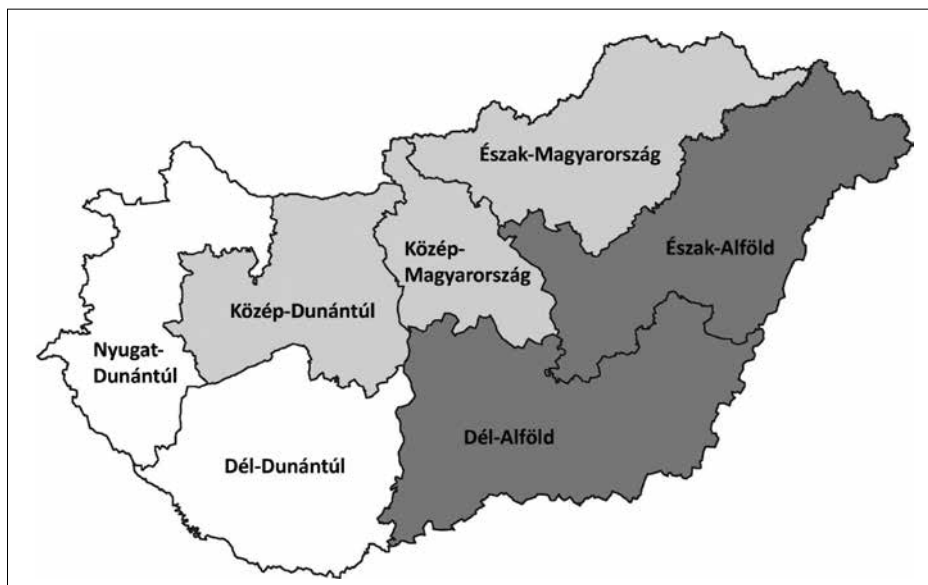 Észak-Magyarország
Észak-Alföld
Közép-
Magyarország
Közép-Dunántúl
Nyugat-
Dunántúl
Dél-Alföld
Dél-Dunántúl